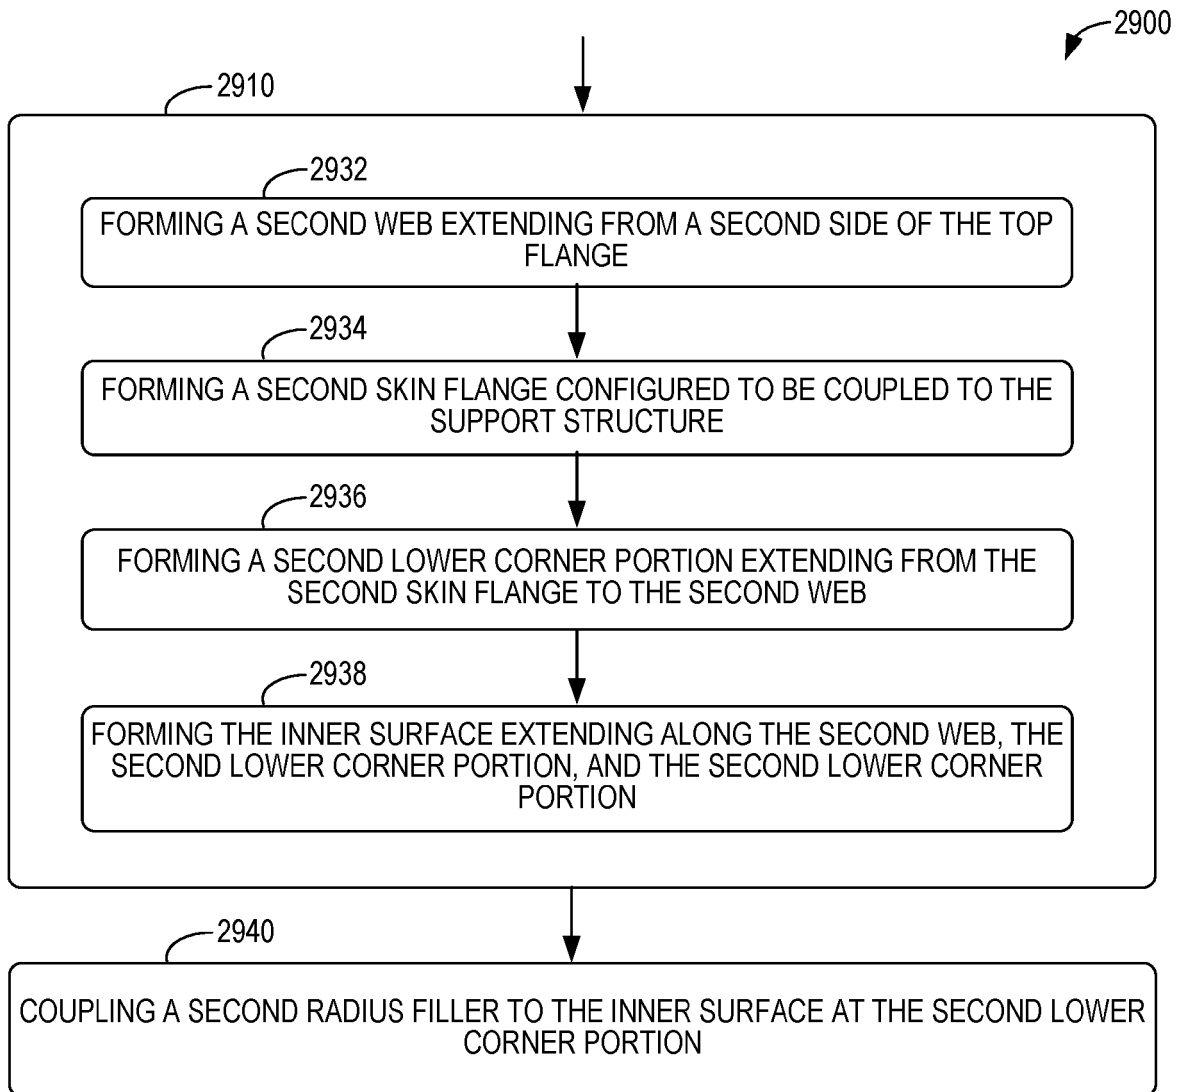 2900
2910
2932
FORMING A SECOND WEB EXTENDING FROM A SECOND SIDE OF THE TOP
FLANGE
2934
FORMING A SECOND SKIN FLANGE CONFIGURED TO BE COUPLED TO THE
SUPPORT STRUCTURE
2936
FORMING A SECOND LOWER CORNER PORTION EXTENDING FROM THE
SECOND SKIN FLANGE TO THE SECOND WEB
2938
FORMING THE INNER SURFACE EXTENDING ALONG THE SECOND WEB, THE
SECOND LOWER CORNER PORTION, AND THE SECOND LOWER CORNER
PORTION
2940
COUPLING A SECOND RADIUS FILLER TO THE INNER SURFACE AT THE SECOND LOWER
CORNER PORTION